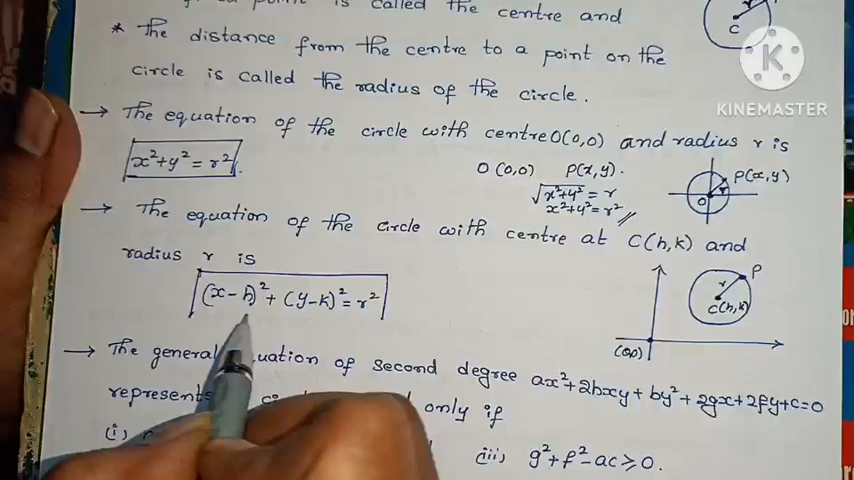 is called the centre and
* The distance from the centre to a point on the
circle is called the radius of the circle.
C
K
KINEMASTER
→ The equation of the circle with centre O(0,0) and radius r is
x²+y²=r².
O (0,0) P(x,y).
√x²+y² = r
x²+y²=r²
P(x,y)
r
O
→ The equation of the circle with centre at C(h,k) and
radius r is
(x-h)²+(y-k)²=r²
P
r
C(h,k)
(0,0)
→ The general equation of second degree ax²+2hxy+by²+2gx+2fy+c=0
represents only if
(i)
(iii) g²+f²-ac≥0.